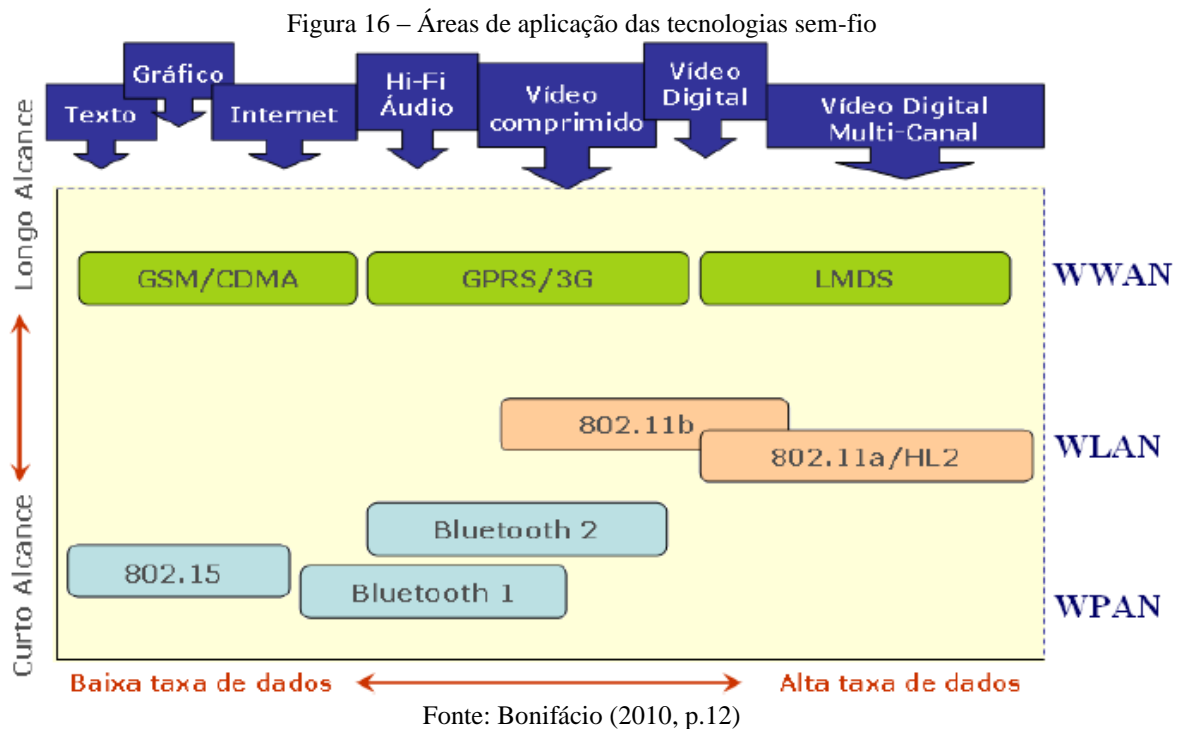 Figura 16 – Áreas de aplicação das tecnologias sem-fio
Texto
Gráfico
Internet
Hi-Fi
Áudio
Vídeo
comprimido
Vídeo
Digital
Vídeo Digital
Multi-Canal
Longo Alcance
Curto Alcance
GSM/CDMA
GPRS/3G
LMDS
WWAN
802.11b
802.11a/HL2
WLAN
Bluetooth 2
802.15
Bluetooth 1
WPAN
Baixa taxa de dados
Alta taxa de dados
Fonte: Bonifácio (2010, p.12)